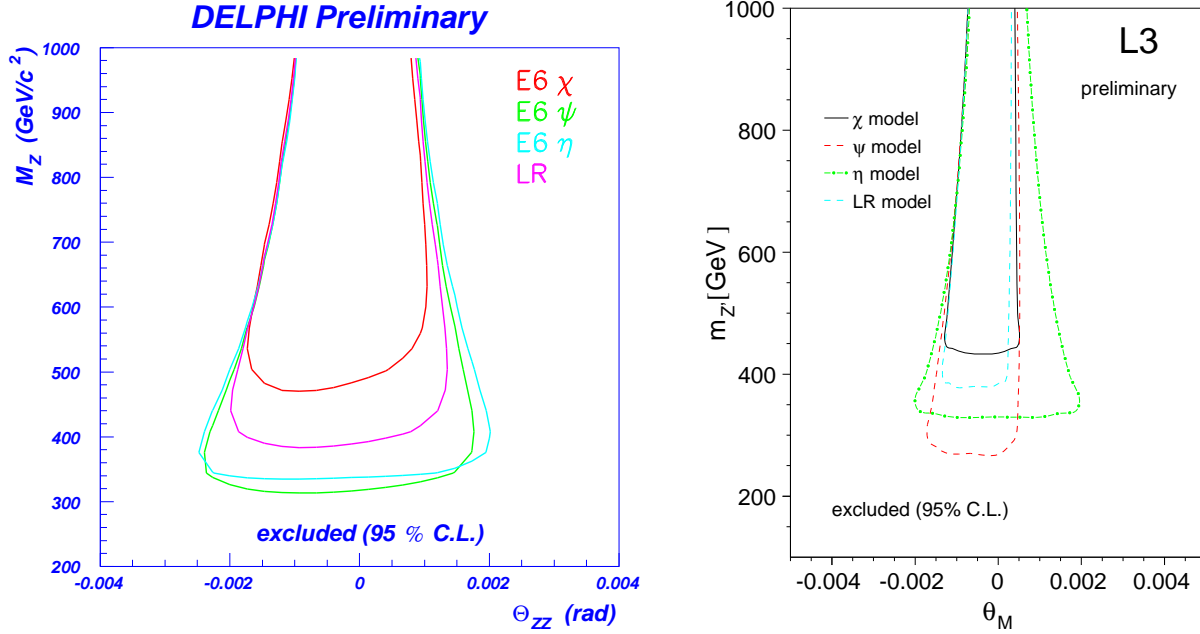 DELPHI Preliminary
M_Z (GeV/c²)
1000
900
800
700
600
500
400
300
200
E6 χ
E6 ψ
E6 η
LR
excluded (95 % C.L.)
-0.004
-0.002
0
0.002
0.004
Θ_ZZ (rad)
m_Z', [GeV ]
1000
800
600
400
200
L3
preliminary
χ model
ψ model
η model
LR model
excluded (95% C.L.)
-0.004
-0.002
0
0.002
0.004
θ_M